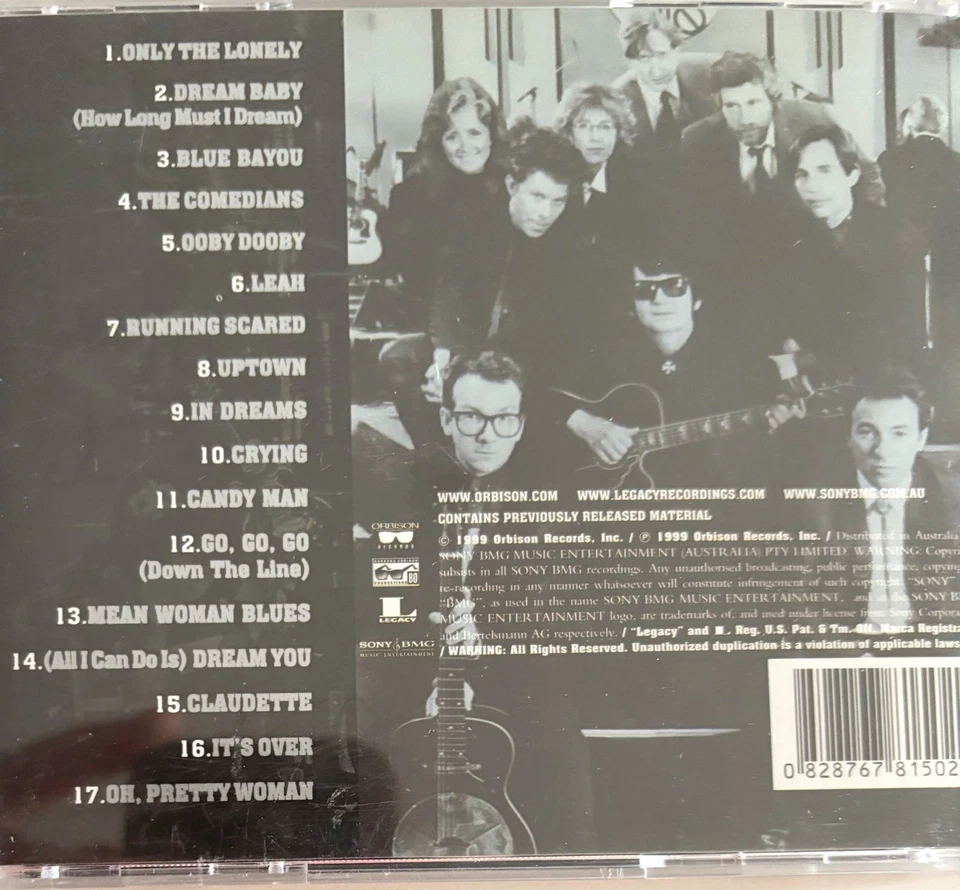 1.ONLY THE LONELY
2.DREAM BABY
(How Long Must I Dream)
3.BLUE BAYOU
4.THE COMEDIANS
5.OOBY DOOBY
6.LEAH
7.RUNNING SCARED
8.UPTOWN
9.IN DREAMS
10.CRYING
11.CANDY MAN
12.GO, GO, GO
(Down The Line)
13.MEAN WOMAN BLUES
14.(All I Can Do Is) DREAM YOU
15.CLAUDETTE
16.IT'S OVER
17.OH, PRETTY WOMAN
WWW.ORBISON.COM WWW.LEGACYRECORDINGS.COM WWW.SONYBMG.COM.AU
CONTAINS PREVIOUSLY RELEASED MATERIAL
© 1999 Orbison Records, Inc. / ℗ 1999 Orbison Records, Inc. / Distributed in Australia
SONY BMG MUSIC ENTERTAINMENT (AUSTRALIA) PTY LIMITED. WARNING: Copyri
subsists in all SONY BMG recordings. Any unauthorised broadcasting, public performance, copying
re-recording in any manner whatsoever will constitute infringement of such copyright. "SONY"
"BMG", as used in the name SONY BMG MUSIC ENTERTAINMENT, and the SONY B
MUSIC ENTERTAINMENT logo, are trademarks of, and used under license from, Sony Corpora
and Bertelsmann AG respectively. / "Legacy" and L, Reg. U.S. Pat. & Tm. Off. Marca Registra
/ WARNING: All Rights Reserved. Unauthorized duplication is a violation of applicable laws
ORBISON
RECORDS
L
LEGACY
SONY BMG
MUSIC ENTERTAINMENT
0 828767 81502